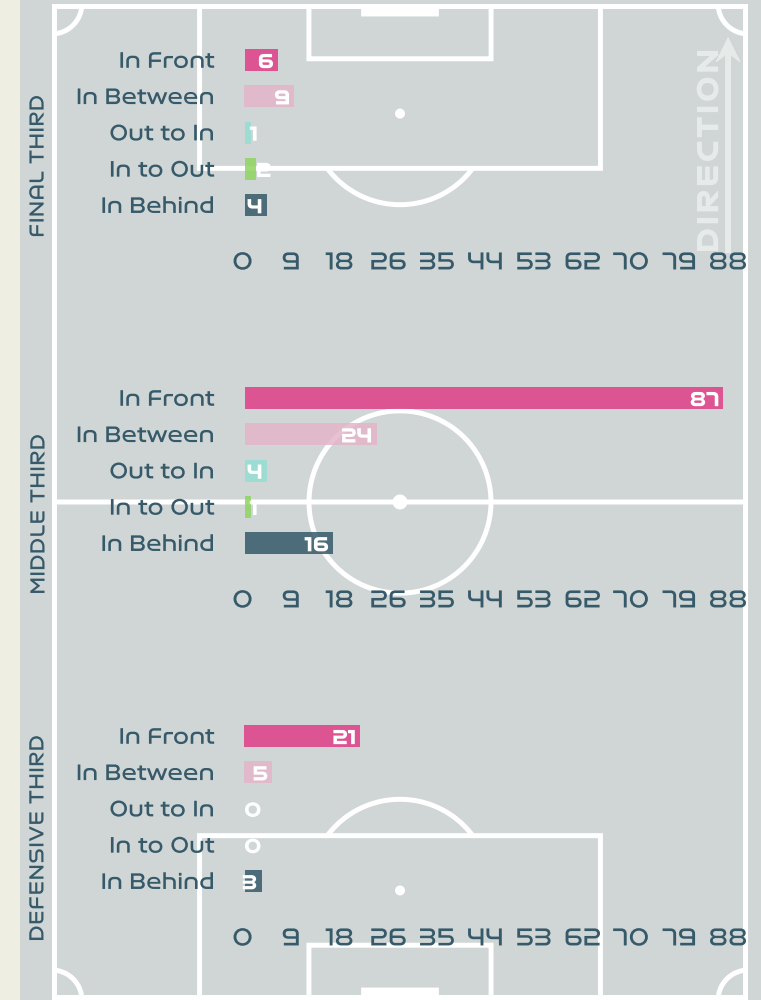 FINAL THIRD
In Front 6
In Between 9
Out to In 1
In to Out 2
In Behind 4
0 9 18 26 35 44 53 62 70 79 88
DIRECTION
MIDDLE THIRD
In Front 87
In Between 24
Out to In 4
In to Out 1
In Behind 16
0 9 18 26 35 44 53 62 70 79 88
DEFENSIVE THIRD
In Front 21
In Between 5
Out to In 0
In to Out 0
In Behind 3
0 9 18 26 35 44 53 62 70 79 88